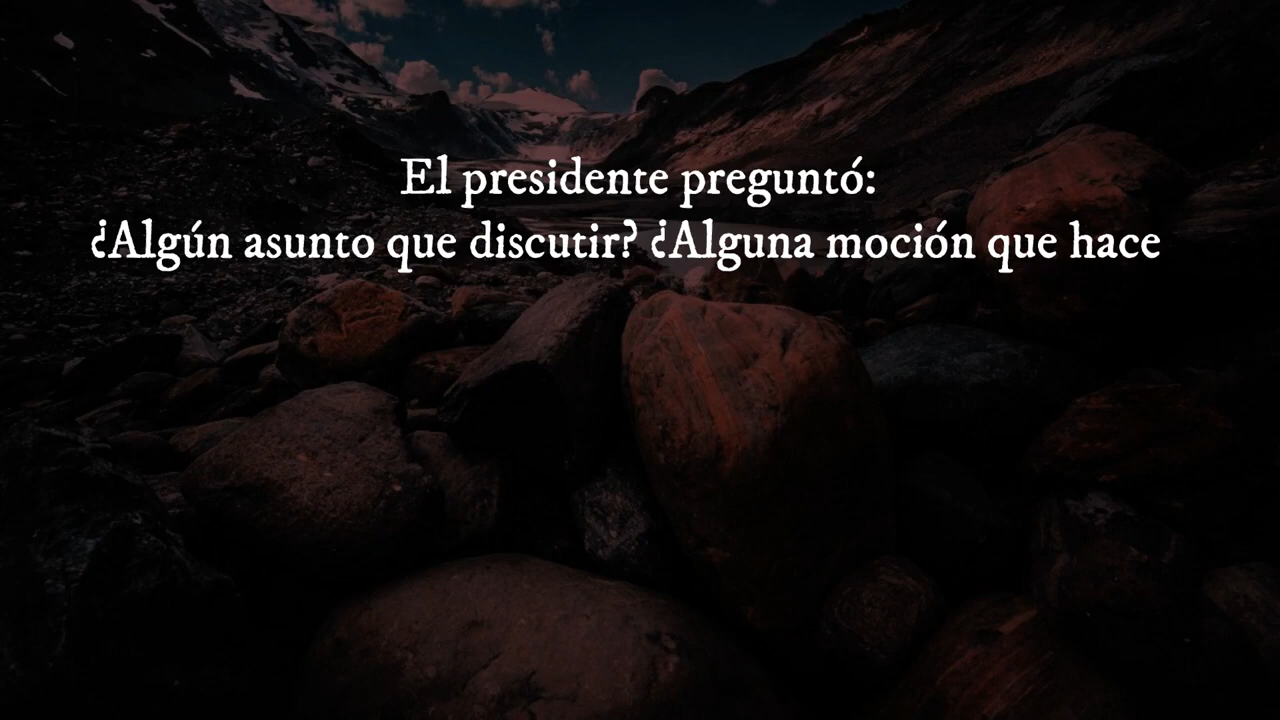 El presidente preguntó:
¿Algún asunto que discutir? ¿Alguna moción que hace